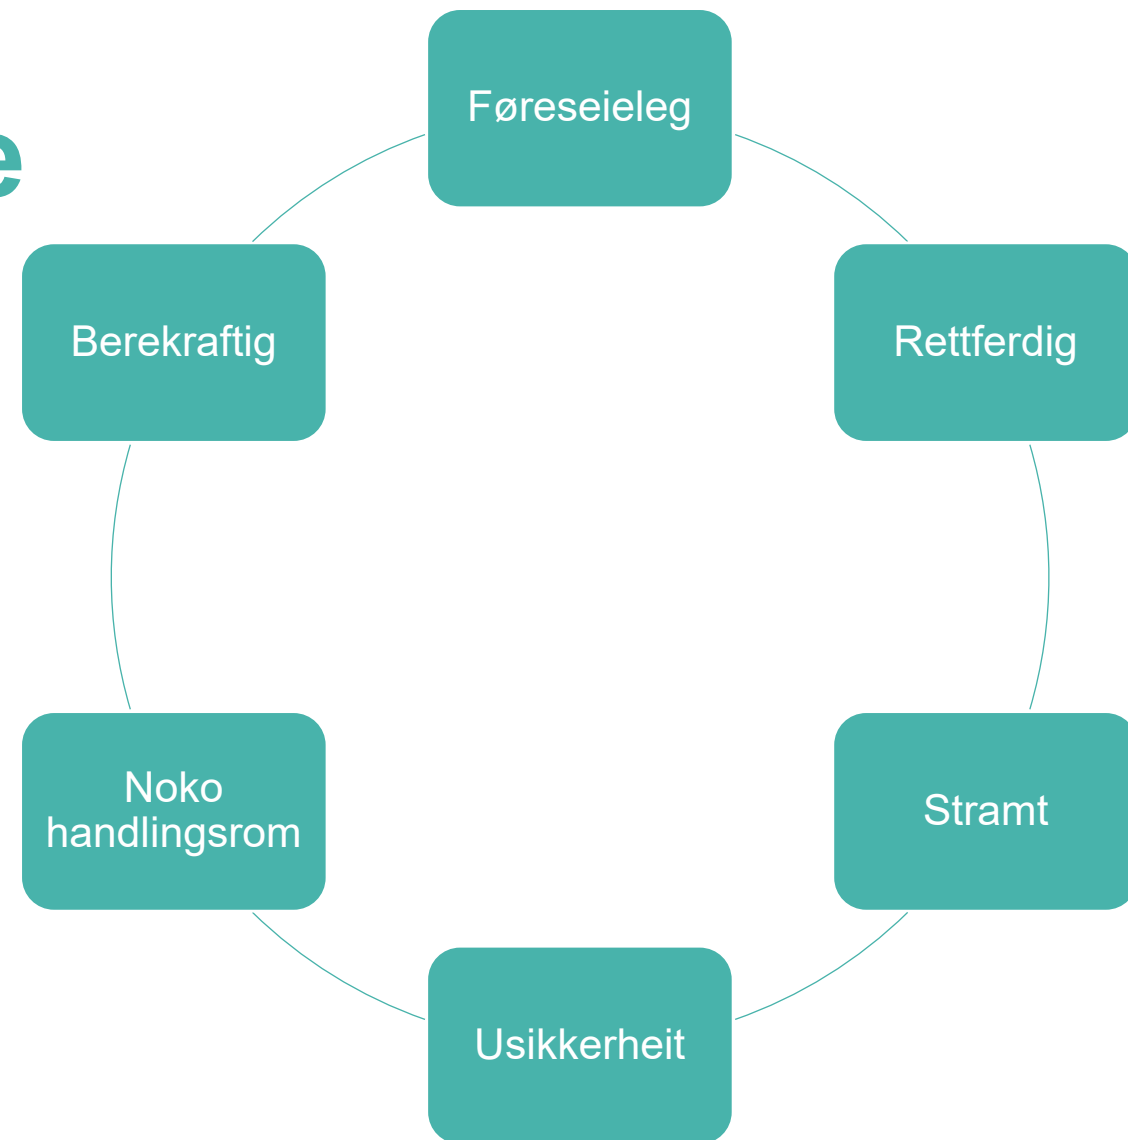 e
Føreseieleg
Berekraftig
Rettferdig
Noko
handlingsrom
Stramt
Usikkerheit